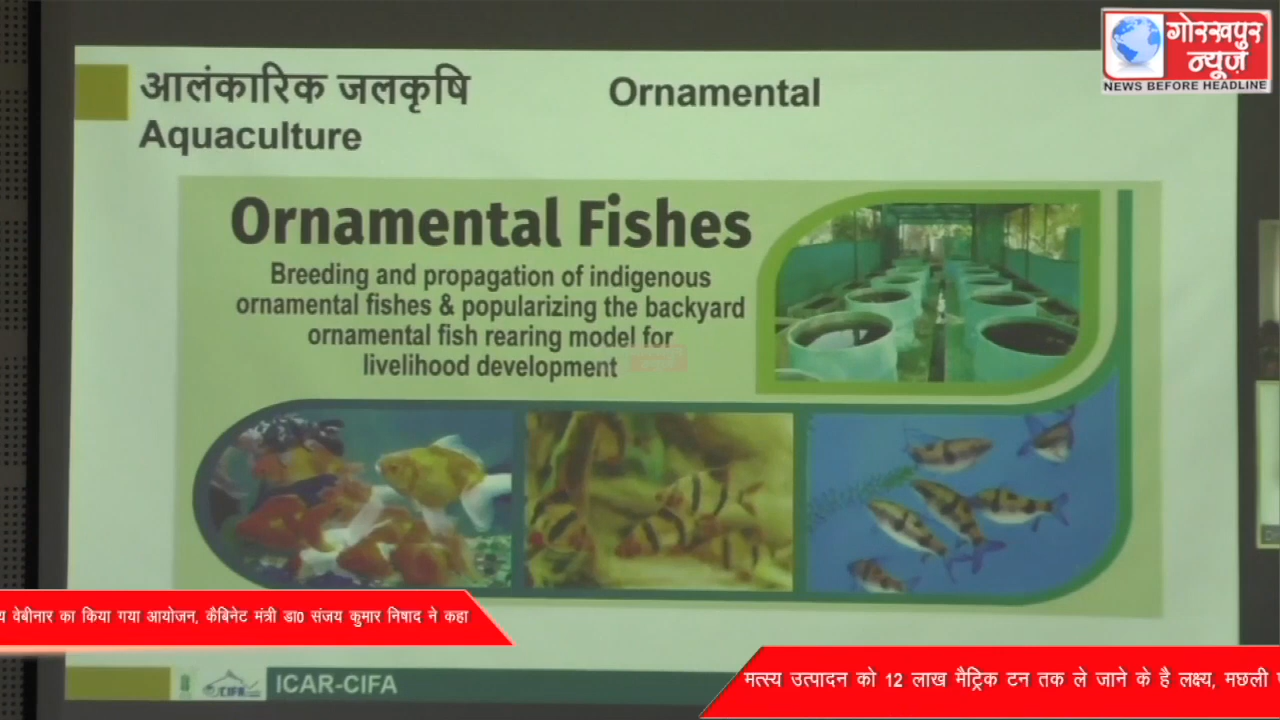 गोरखपुर
न्यूज़
NEWS BEFORE HEADLINE
आलंकारिक जलकृषि Ornamental
Aquaculture
Ornamental Fishes
Breeding and propagation of indigenous
ornamental fishes & popularizing the backyard
ornamental fish rearing model for
livelihood development
वेबीनार का किया गया आयोजन, कैबिनेट मंत्री डा0 संजय कुमार निषाद ने कहा
मत्स्य उत्पादन को 12 लाख मैट्रिक टन तक ले जाने के है लक्ष्य, मछली
CIFA
ICAR-CIFA